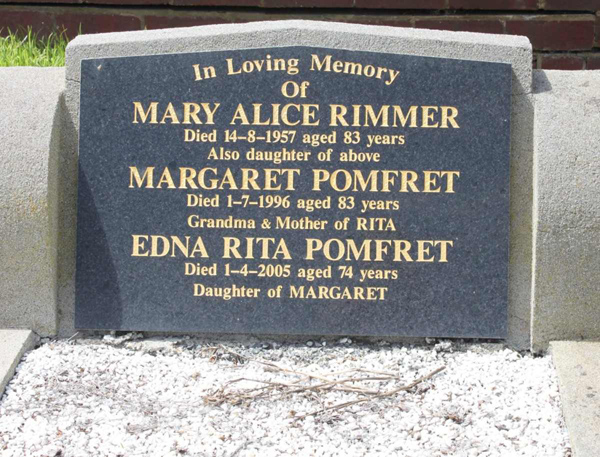 In Loving Memory
Of
MARY ALICE RIMMER
Died 14-8-1957 aged 83 years
Also daughter of above
MARGARET POMFRET
Died 1-7-1996 aged 83 years
Grandma & Mother of RITA
EDNA RITA POMFRET
Died 1-4-2005 aged 74 years
Daughter of MARGARET